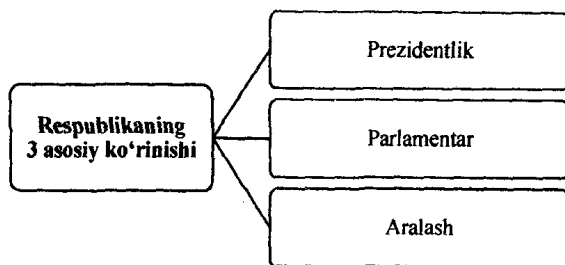 Respublikaning
3 asosiy ko‘rinishi
Prezidentlik
Parlamentar
Aralash